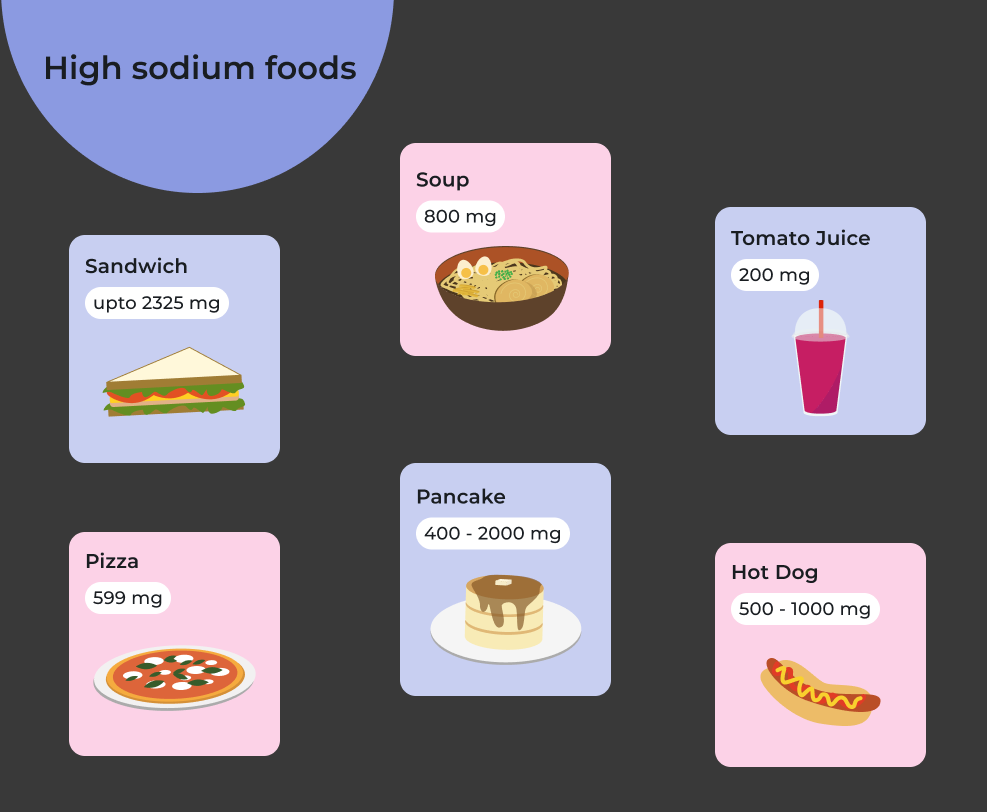 High sodium foods
Soup
800 mg
Tomato Juice
200 mg
Sandwich
upto 2325 mg
Pancake
400 - 2000 mg
Pizza
599 mg
Hot Dog
500 - 1000 mg